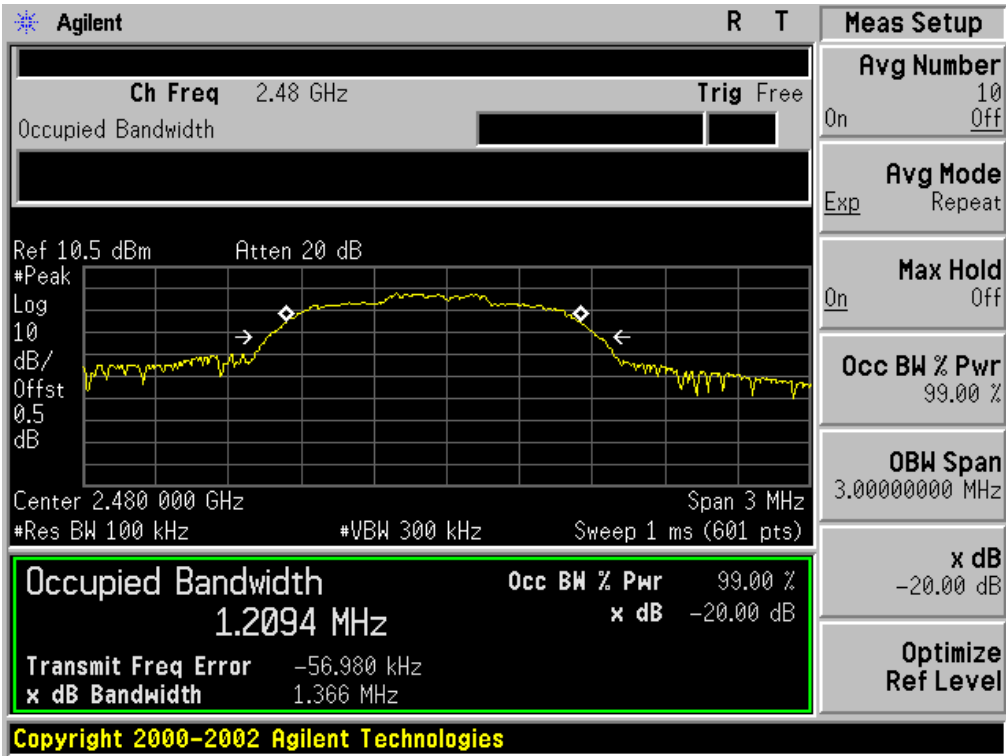 Agilent R T
Ch Freq 2.48 GHz Trig Free
Occupied Bandwidth
Ref 10.5 dBm Atten 20 dB
#Peak
Log
10
dB/
Offst
0.5
dB
Center 2.480 000 GHz Span 3 MHz
#Res BW 100 kHz #VBW 300 kHz Sweep 1 ms (601 pts)
Occupied Bandwidth Occ BW % Pwr 99.00 %
1.2094 MHz x dB -20.00 dB
Transmit Freq Error -56.980 kHz
x dB Bandwidth 1.366 MHz
Copyright 2000-2002 Agilent Technologies
Meas Setup
Avg Number
10
On Off
Avg Mode
Exp Repeat
Max Hold
On Off
Occ BW % Pwr
99.00 %
OBW Span
3.00000000 MHz
x dB
-20.00 dB
Optimize
Ref Level